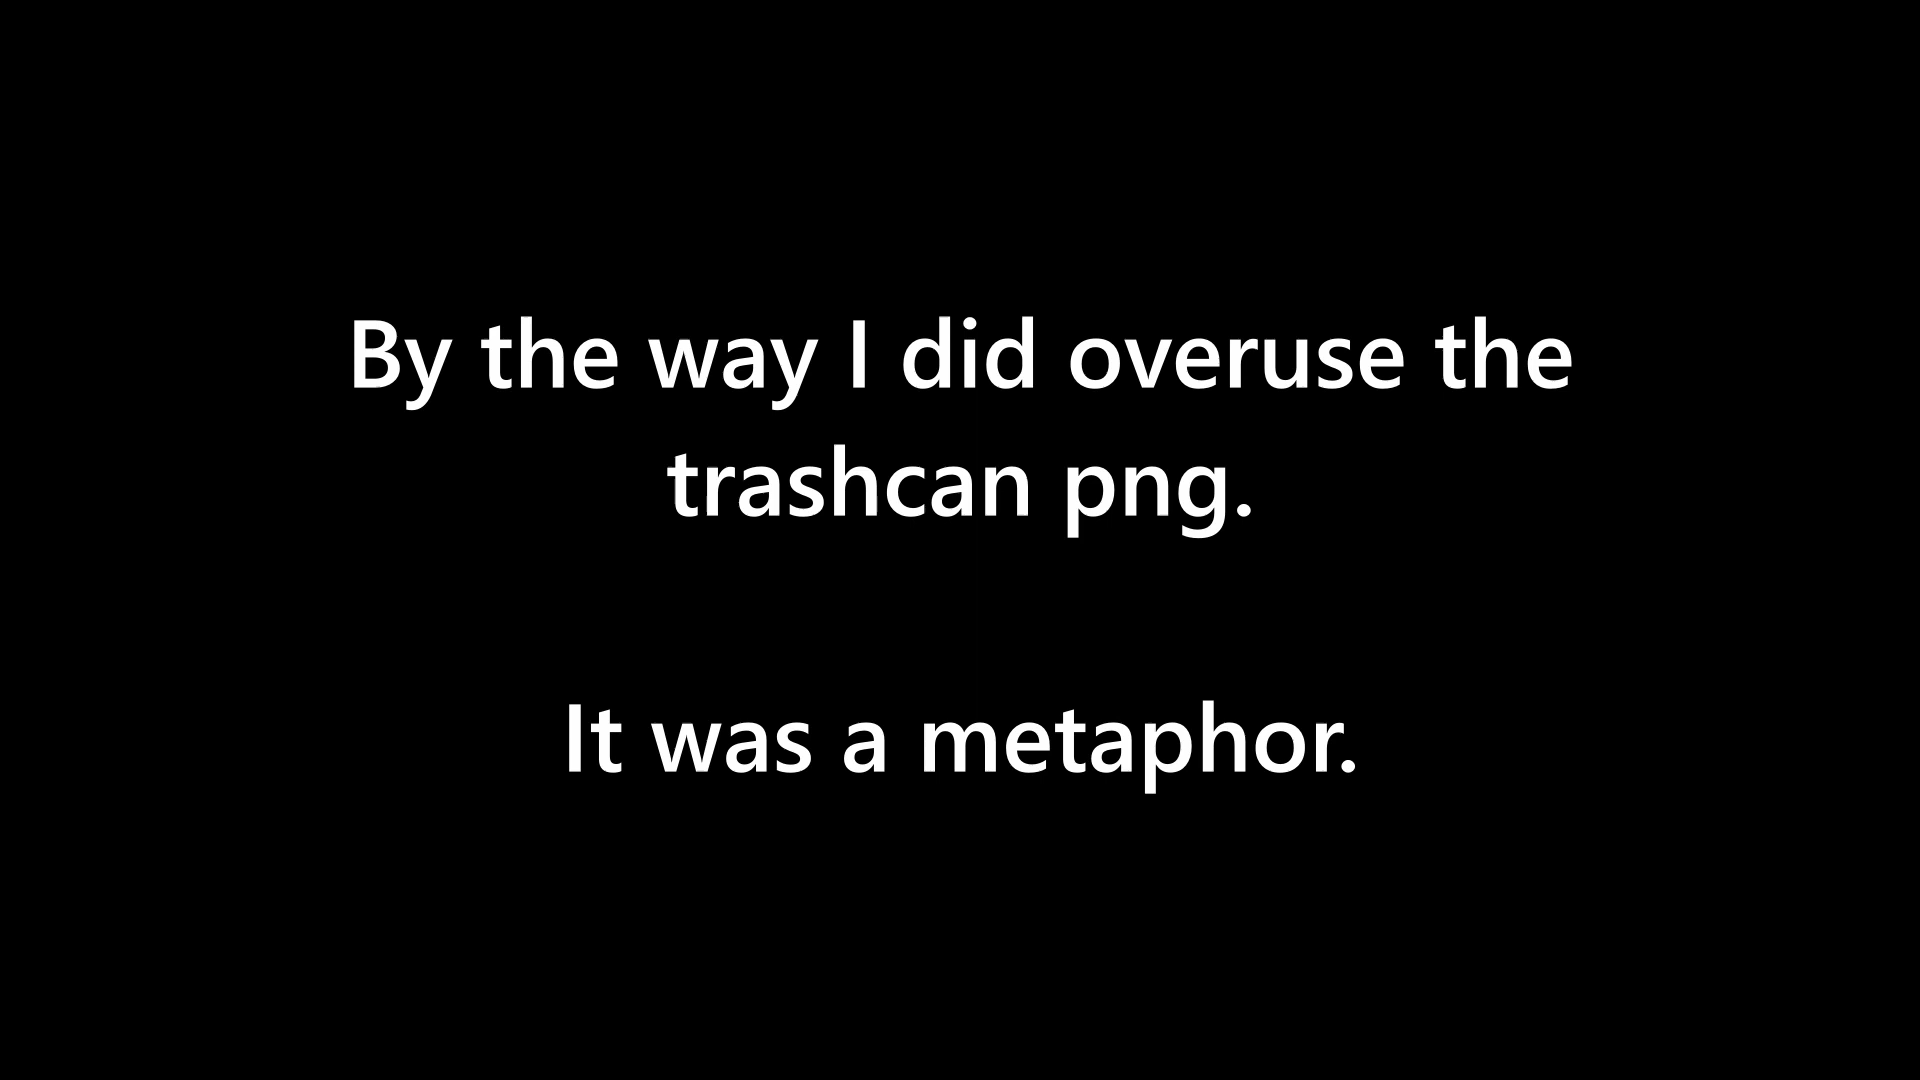 By the way I did overuse the
trashcan png.
It was a metaphor.